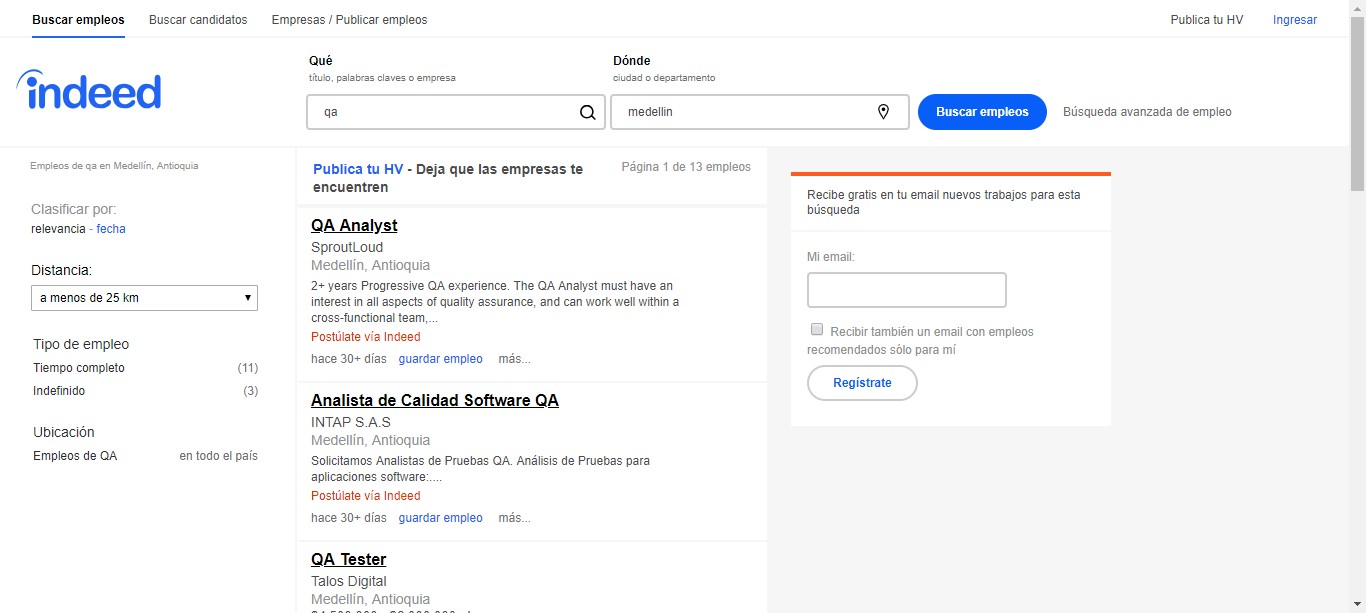 Buscar empleos Buscar candidatos Empresas / Publicar empleos Publica tu HV Ingresar
indeed
Qué
título, palabras claves o empresa
qa
Dónde
ciudad o departamento
medellin
Buscar empleos
Búsqueda avanzada de empleo
Empleos de qa en Medellín, Antioquia
Clasificar por:
relevancia - fecha
Distancia:
a menos de 25 km
Tipo de empleo
Tiempo completo (11)
Indefinido (3)
Ubicación
Empleos de QA en todo el país
Publica tu HV - Deja que las empresas te
encuentren
Página 1 de 13 empleos
QA Analyst
SproutLoud
Medellín, Antioquia
2+ years Progressive QA experience. The QA Analyst must have an
interest in all aspects of quality assurance, and can work well within a
cross-functional team,...
Postúlate vía Indeed
hace 30+ días guardar empleo más...
Analista de Calidad Software QA
INTAP S.A.S
Medellín, Antioquia
Solicitamos Analistas de Pruebas QA. Análisis de Pruebas para
aplicaciones software:....
Postúlate vía Indeed
hace 30+ días guardar empleo más...
QA Tester
Talos Digital
Medellín, Antioquia
Recibe gratis en tu email nuevos trabajos para esta
búsqueda
Mi email:
Recibir también un email con empleos
recomendados sólo para mí
Regístrate